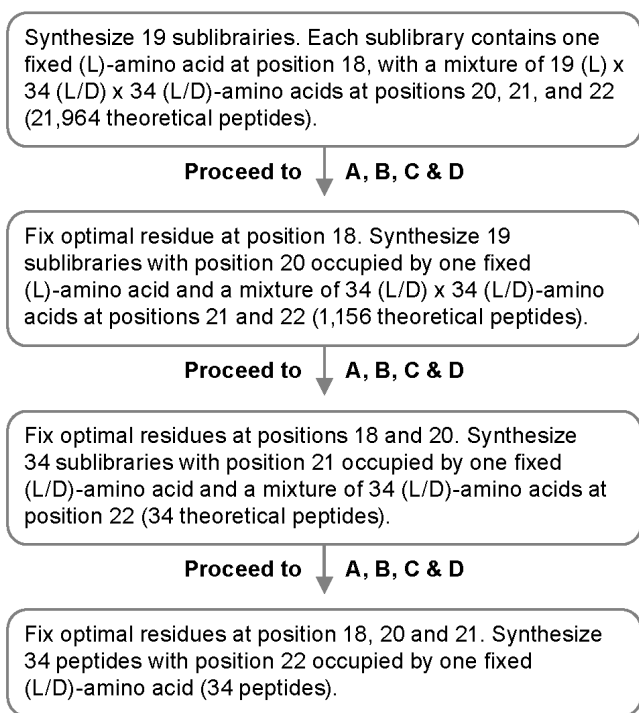 Synthesize 19 sublibrairies. Each sublibrary contains one
fixed (L)-amino acid at position 18, with a mixture of 19 (L) x
34 (L/D) x 34 (L/D)-amino acids at positions 20, 21, and 22
(21,964 theoretical peptides).
Proceed to A, B, C & D
Fix optimal residue at position 18. Synthesize 19
sublibraries with position 20 occupied by one fixed
(L)-amino acid and a mixture of 34 (L/D) x 34 (L/D)-amino
acids at positions 21 and 22 (1,156 theoretical peptides).
Proceed to A, B, C & D
Fix optimal residues at positions 18 and 20. Synthesize
34 sublibraries with position 21 occupied by one fixed
(L/D)-amino acid and a mixture of 34 (L/D)-amino acids at
position 22 (34 theoretical peptides).
Proceed to A, B, C & D
Fix optimal residues at position 18, 20 and 21. Synthesize
34 peptides with position 22 occupied by one fixed
(L/D)-amino acid (34 peptides).